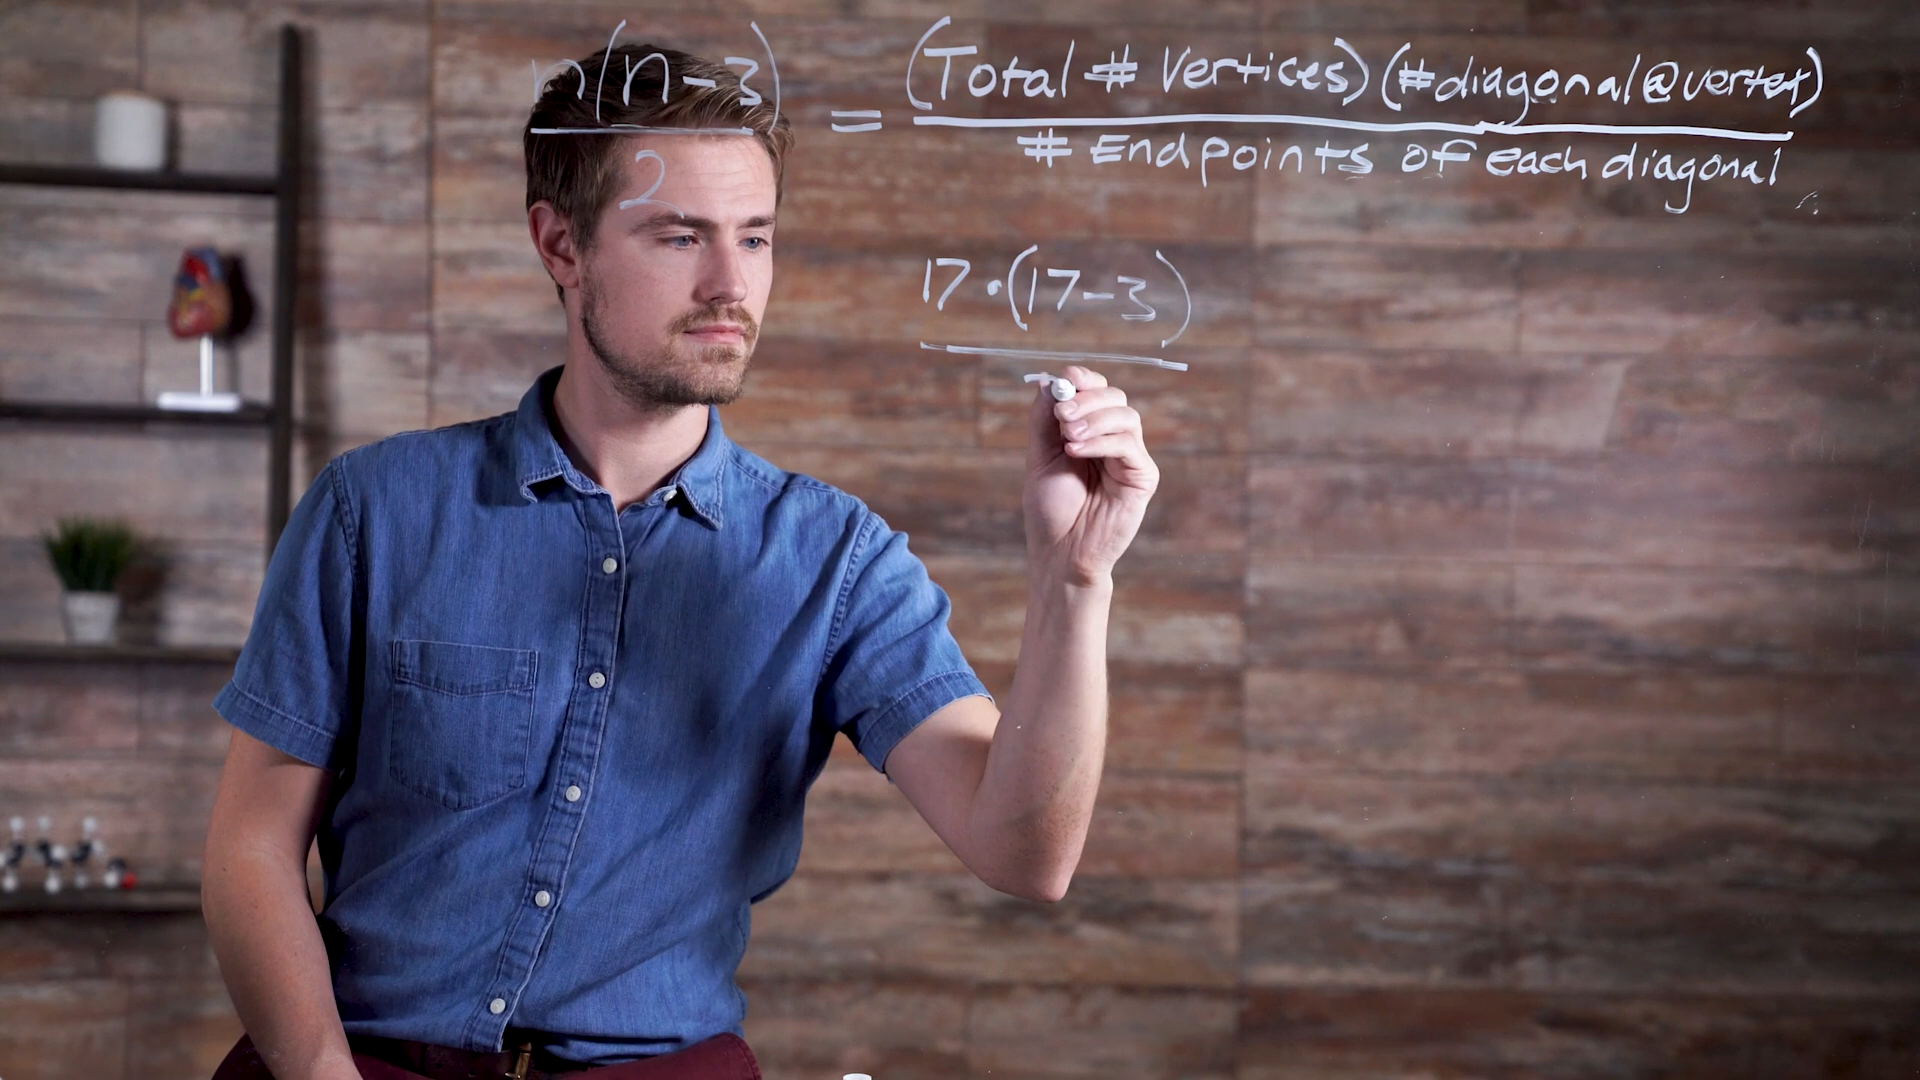 n(n-3) = (Total # Vertices) (#diagonal@vertex)
2 # Endpoints of each diagonal
17•(17-3)